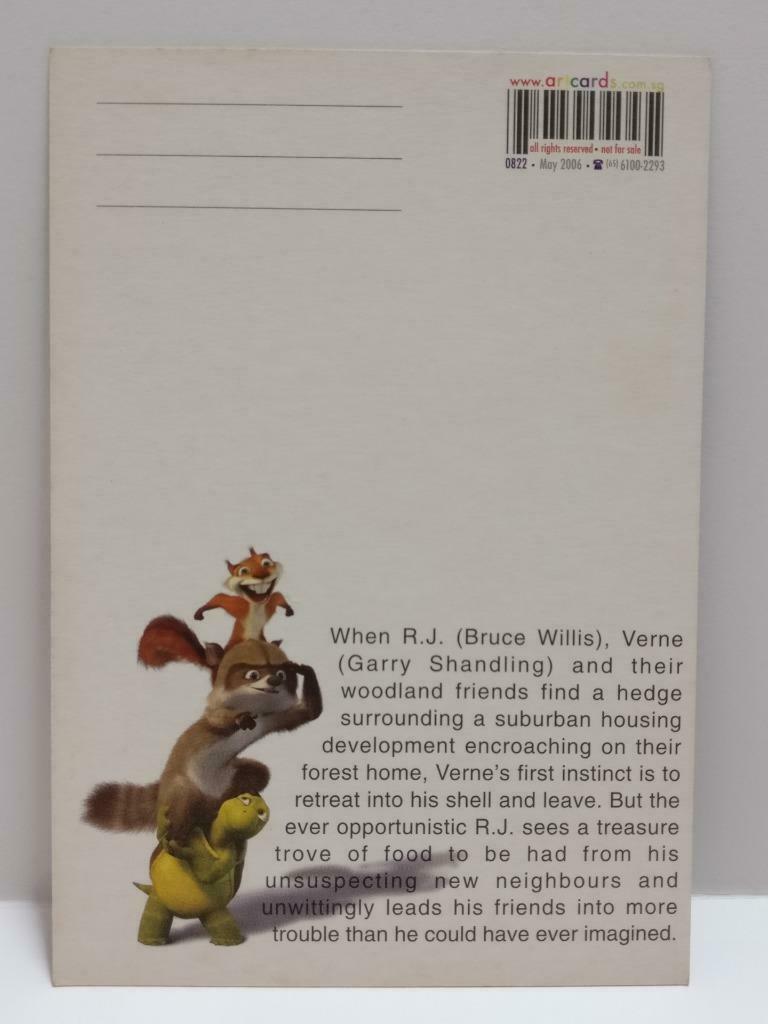 www.artcards.com.sg
all rights reserved • not for sale
0822 • May 2006 • ☎ (65) 6100-2293
When R.J. (Bruce Willis), Verne
(Garry Shandling) and their
woodland friends find a hedge
surrounding a suburban housing
development encroaching on their
forest home, Verne's first instinct is to
retreat into his shell and leave. But the
ever opportunistic R.J. sees a treasure
trove of food to be had from his
unsuspecting new neighbours and
unwittingly leads his friends into more
trouble than he could have ever imagined.